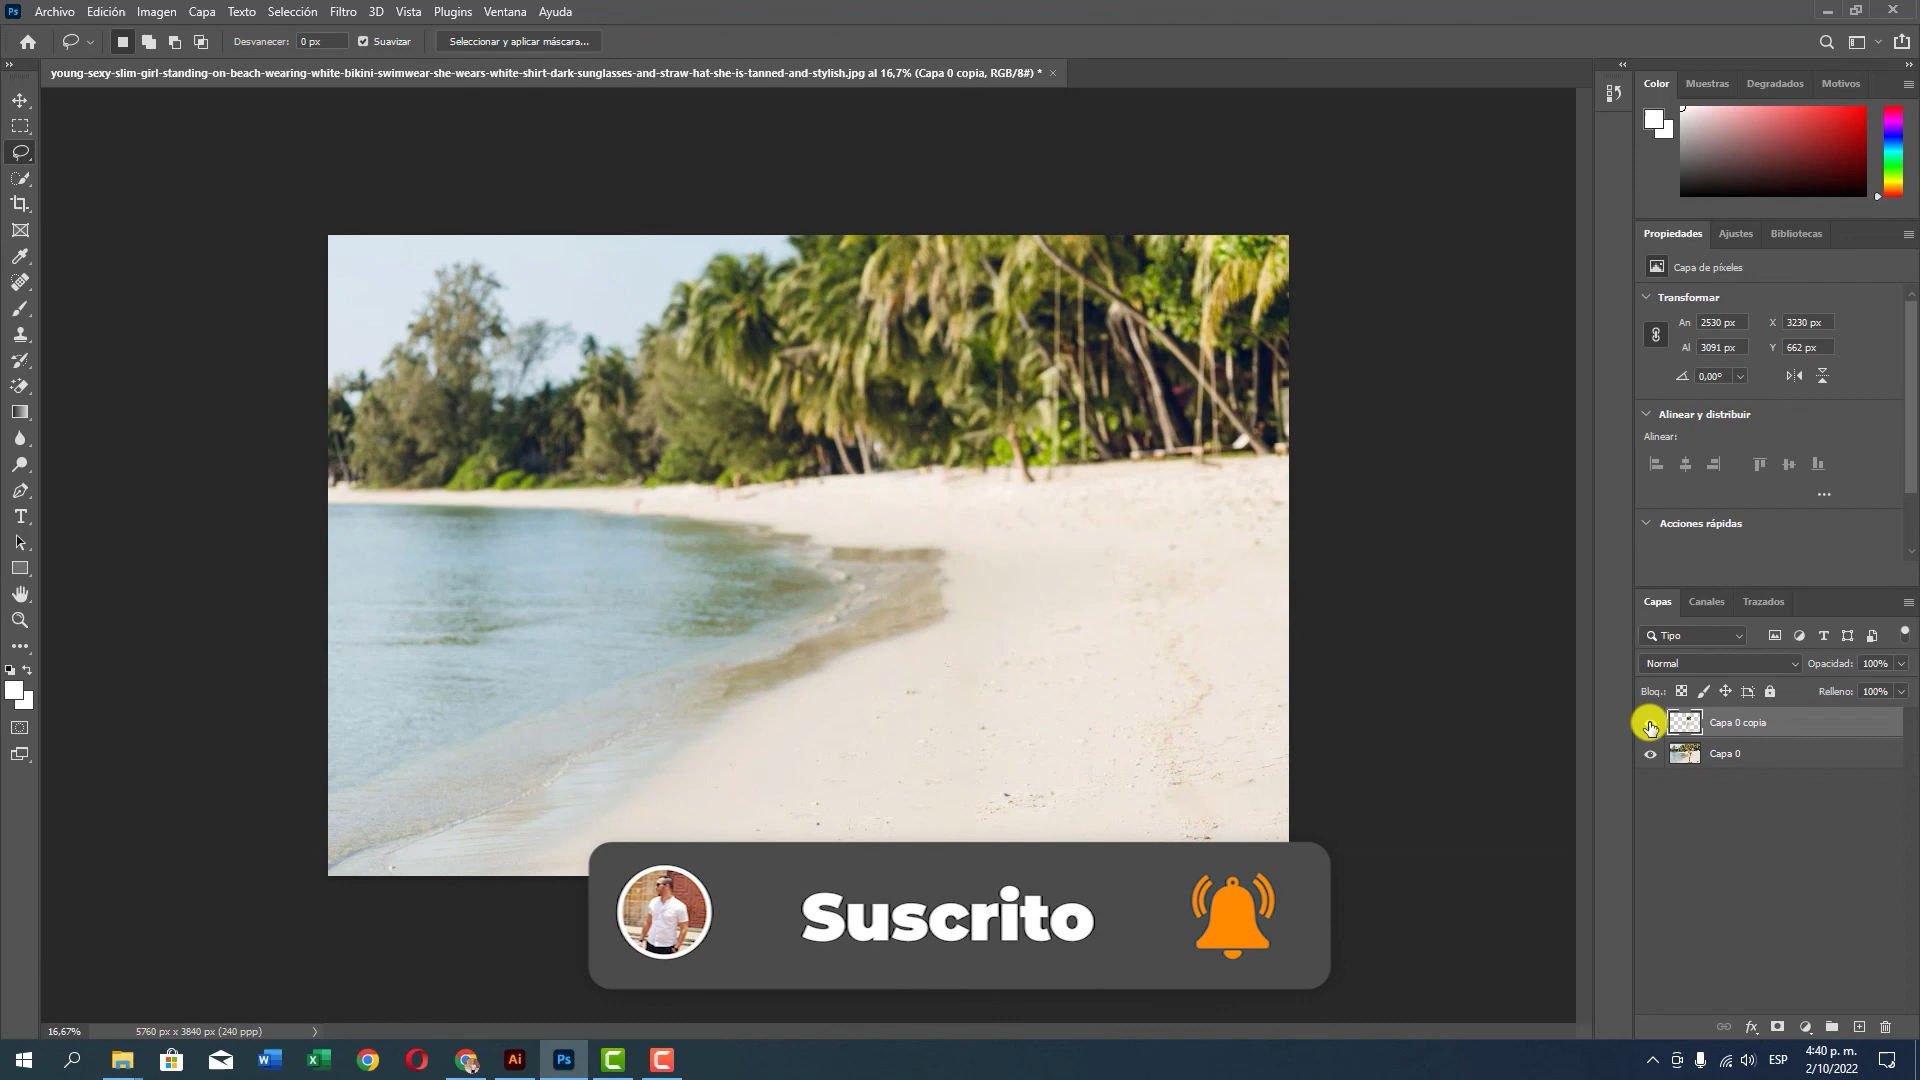 Ps Archivo Edición Imagen Capa Texto Selección Filtro 3D Vista Plugins Ventana Ayuda
Desvanecer: 0 px Suavizar Seleccionar y aplicar máscara...
young-sexy-slim-girl-standing-on-beach-wearing-white-bikini-swimwear-she-wears-white-shirt-dark-sunglasses-and-straw-hat-she-is-tanned-and-stylish.jpg al 16,7% (Capa 0 copia, RGB/8#) *
Color Muestras Degradados Motivos
Propiedades Ajustes Bibliotecas
Capa de píxeles
Transformar
An 2530 px X 3230 px
Al 3091 px Y 662 px
0,00°
Alinear y distribuir
Alinear:
Acciones rápidas
Capas Canales Trazados
Tipo
Normal Opacidad: 100%
Bloq.: Relleno: 100%
Capa 0 copia
Capa 0
Suscrito
16,67% 5760 px x 3840 px (240 ppp)
Ai Ps
ESP
4:40 p. m.
2/10/2022